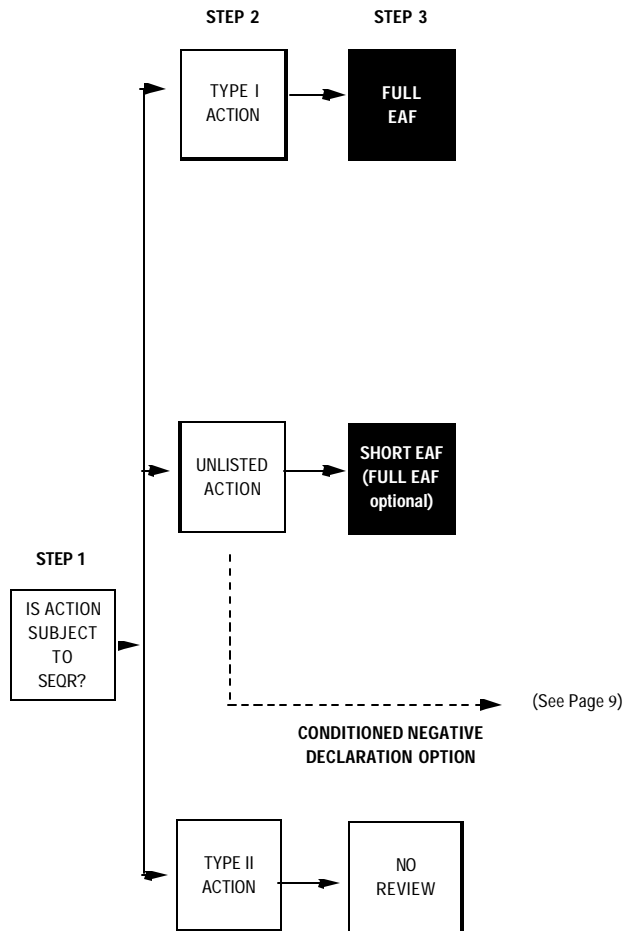 STEP 2
STEP 3
TYPE I
ACTION
FULL
EAF
UNLISTED
ACTION
SHORT EAF
(FULL EAF
optional)
STEP 1
IS ACTION
SUBJECT
TO
SEQR?
(See Page 9)
CONDITIONED NEGATIVE
DECLARATION OPTION
TYPE II
ACTION
NO
REVIEW